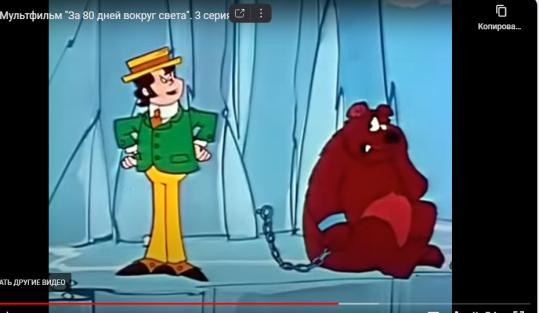 Мультфильм "За 80 дней вокруг света". 3 серия
Копирова...
АТЬ ДРУГИЕ ВИДЕО